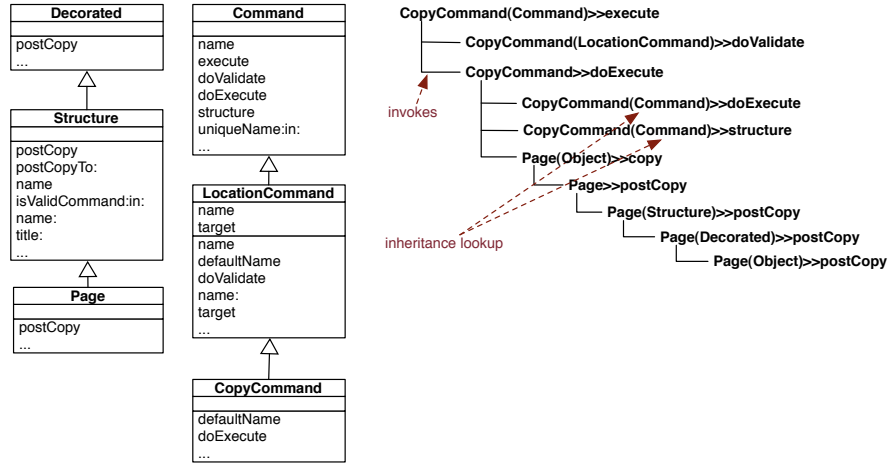 Decorated
postCopy
...
Structure
postCopy
postCopyTo:
name
isValidCommand:in:
name:
title:
...
Page
postCopy
...
Command
name
execute
doValidate
doExecute
structure
uniqueName:in:
...
LocationCommand
name
target
name
defaultName
doValidate
name:
target
...
CopyCommand
defaultName
doExecute
...
CopyCommand(Command)>>execute
CopyCommand(LocationCommand)>>doValidate
CopyCommand>>doExecute
invokes
CopyCommand(Command)>>doExecute
CopyCommand(Command)>>structure
Page(Object)>>copy
Page>>postCopy
Page(Structure)>>postCopy
inheritance lookup
Page(Decorated)>>postCopy
Page(Object)>>postCopy